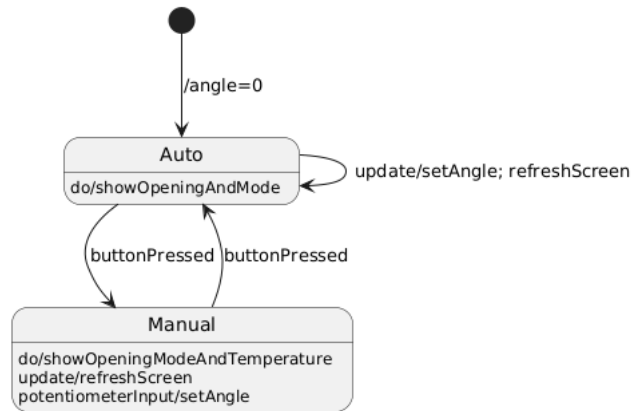 /angle=0
Auto
do/showOpeningAndMode
update/setAngle; refreshScreen
buttonPressed
buttonPressed
Manual
do/showOpeningModeAndTemperature
update/refreshScreen
potentiometerInput/setAngle